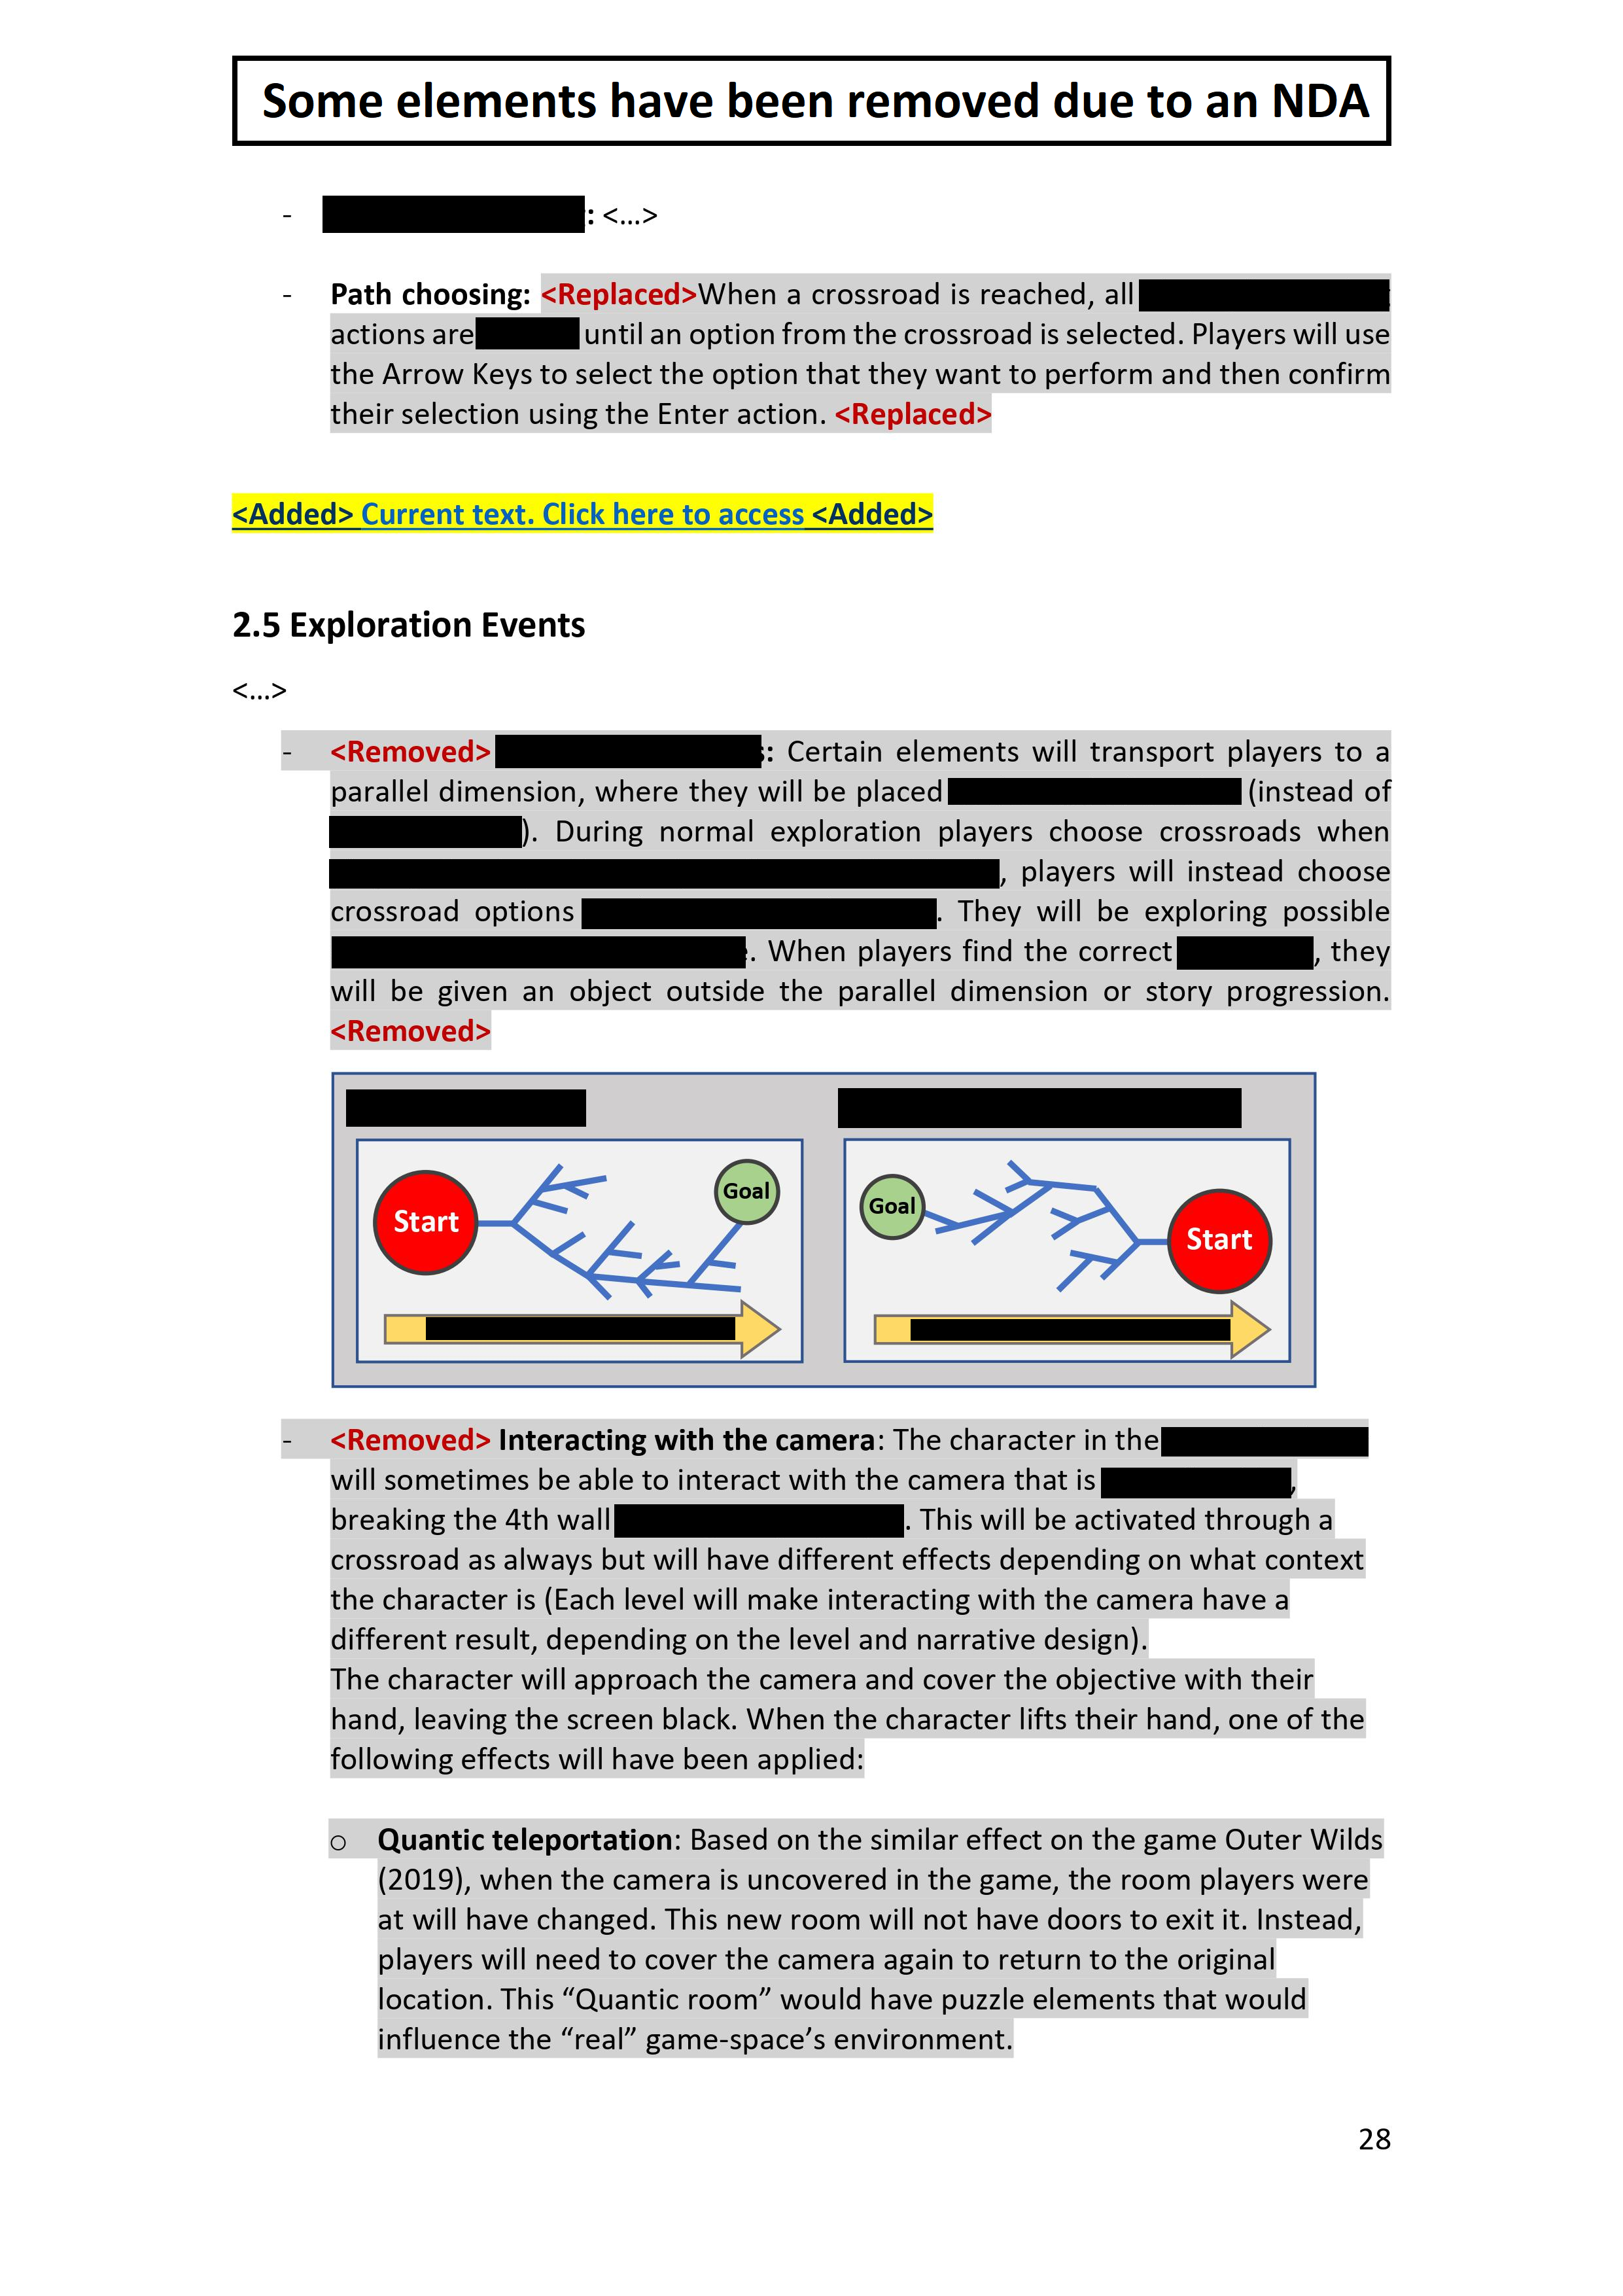 Some elements have been removed due to an NDA
- : <...>
- Path choosing: <Replaced>When a crossroad is reached, all
actions are until an option from the crossroad is selected. Players will use
the Arrow Keys to select the option that they want to perform and then confirm
their selection using the Enter action. <Replaced>
<Added> Current text. Click here to access <Added>
2.5 Exploration Events
<...>
- <Removed> s: Certain elements will transport players to a
parallel dimension, where they will be placed (instead of
). During normal exploration players choose crossroads when
, players will instead choose
crossroad options . They will be exploring possible
. When players find the correct , they
will be given an object outside the parallel dimension or story progression.
<Removed>
Start
Goal
Goal
Start
- <Removed> Interacting with the camera: The character in the
will sometimes be able to interact with the camera that is ,
breaking the 4th wall . This will be activated through a
crossroad as always but will have different effects depending on what context
the character is (Each level will make interacting with the camera have a
different result, depending on the level and narrative design).
The character will approach the camera and cover the objective with their
hand, leaving the screen black. When the character lifts their hand, one of the
following effects will have been applied:
o Quantic teleportation: Based on the similar effect on the game Outer Wilds
(2019), when the camera is uncovered in the game, the room players were
at will have changed. This new room will not have doors to exit it. Instead,
players will need to cover the camera again to return to the original
location. This “Quantic room” would have puzzle elements that would
influence the “real” game-space’s environment.
28